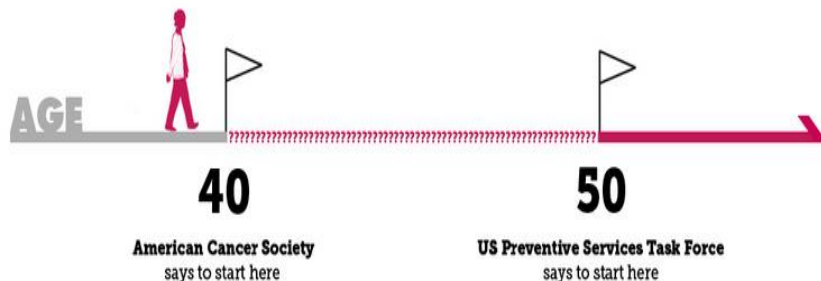 AGE
????????????????????????????????????????????????????????????????????????
40
50
American Cancer Society
says to start here
US Preventive Services Task Force
says to start here